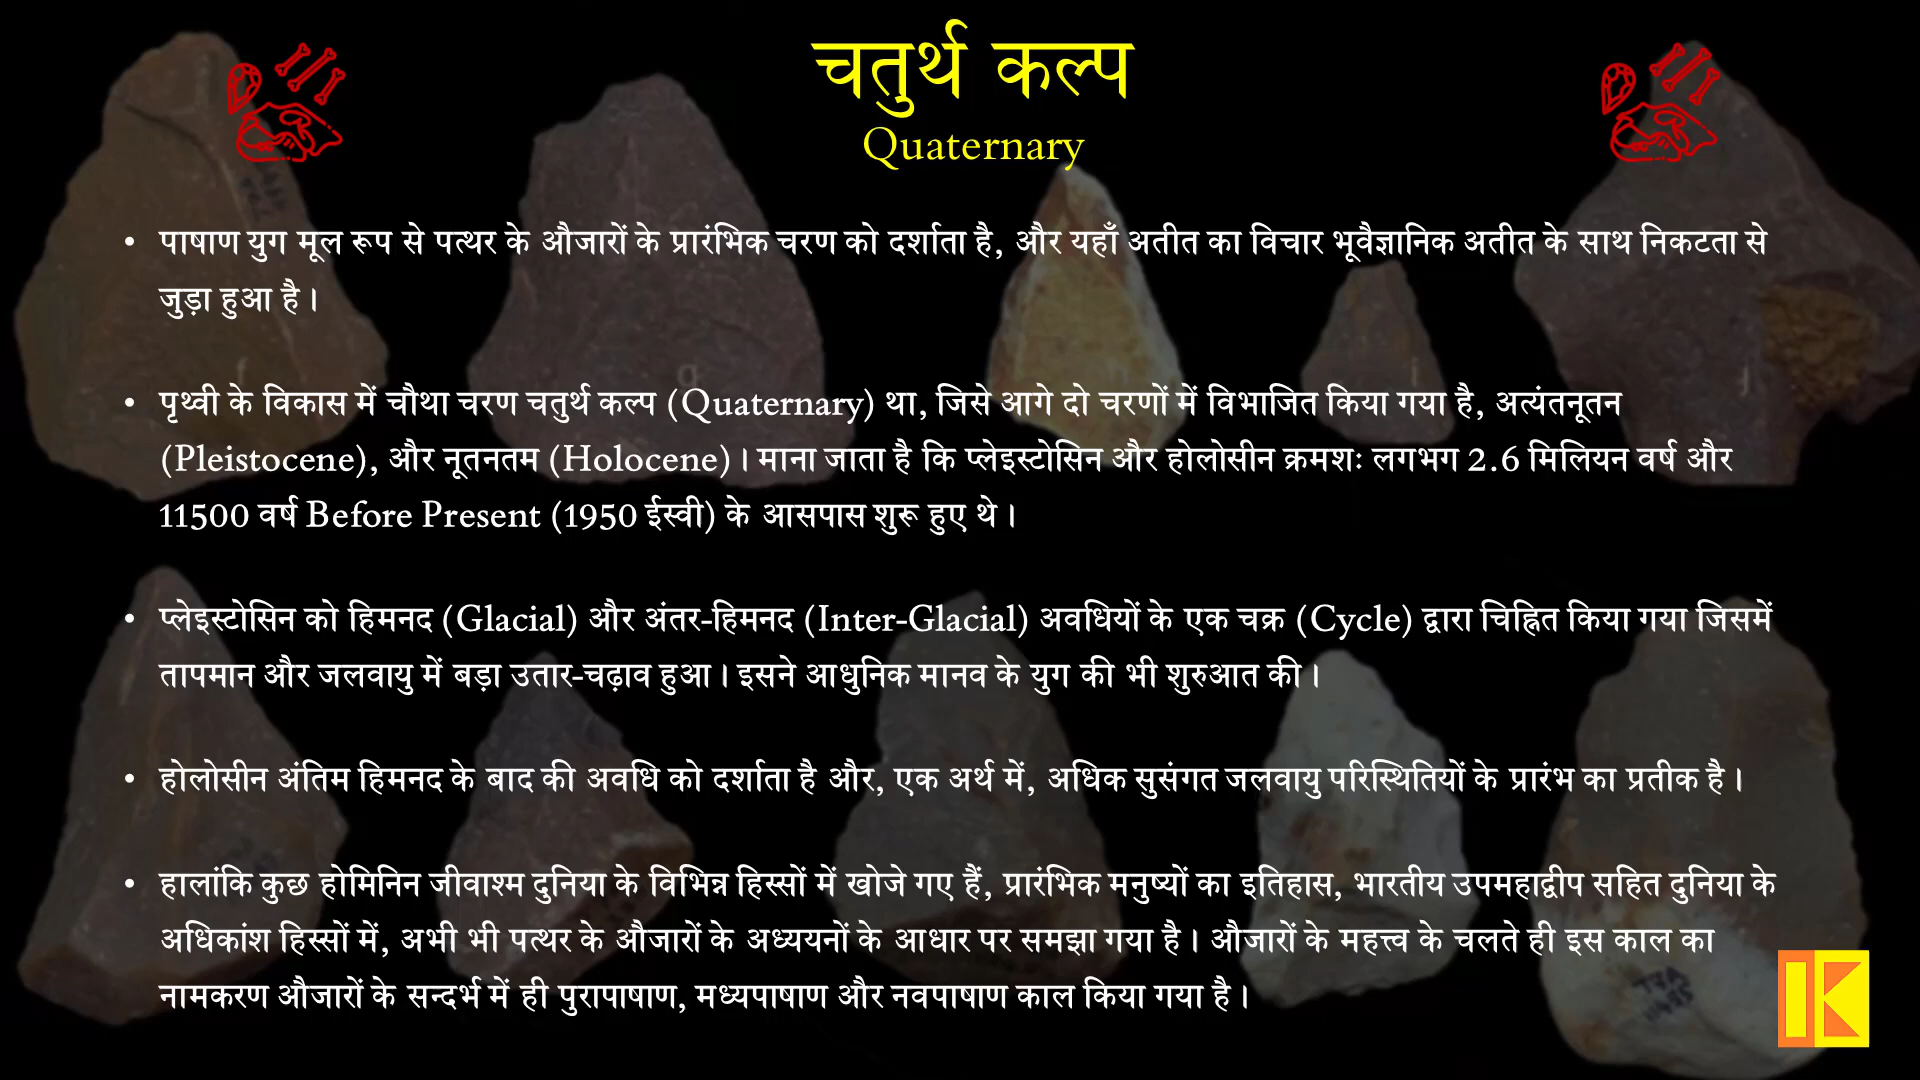 चतुर्थ कल्प
Quaternary
• पाषाण युग मूल रूप से पत्थर के औजारों के प्रारंभिक चरण को दर्शाता है, और यहाँ अतीत का विचार भूवैज्ञानिक अतीत के साथ निकटता से
जुड़ा हुआ है।
• पृथ्वी के विकास में चौथा चरण चतुर्थ कल्प (Quaternary) था, जिसे आगे दो चरणों में विभाजित किया गया है, अत्यंतनूतन
(Pleistocene), और नूतनतम (Holocene)। माना जाता है कि प्लेइस्टोसिन और होलोसीन क्रमशः लगभग 2.6 मिलियन वर्ष और
11500 वर्ष Before Present (1950 ईस्वी) के आसपास शुरू हुए थे।
• प्लेइस्टोसिन को हिमनद (Glacial) और अंतर-हिमनद (Inter-Glacial) अवधियों के एक चक्र (Cycle) द्वारा चिह्नित किया गया जिसमें
तापमान और जलवायु में बड़ा उतार-चढ़ाव हुआ। इसने आधुनिक मानव के युग की भी शुरुआत की।
• होलोसीन अंतिम हिमनद के बाद की अवधि को दर्शाता है और, एक अर्थ में, अधिक सुसंगत जलवायु परिस्थितियों के प्रारंभ का प्रतीक है।
• हालांकि कुछ होमिनिन जीवाश्म दुनिया के विभिन्न हिस्सों में खोजे गए हैं, प्रारंभिक मनुष्यों का इतिहास, भारतीय उपमहाद्वीप सहित दुनिया के
अधिकांश हिस्सों में, अभी भी पत्थर के औजारों के अध्ययनों के आधार पर समझा गया है। औजारों के महत्त्व के चलते ही इस काल का
नामकरण औजारों के सन्दर्भ में ही पुरापाषाण, मध्यपाषाण और नवपाषाण काल किया गया है।
IK